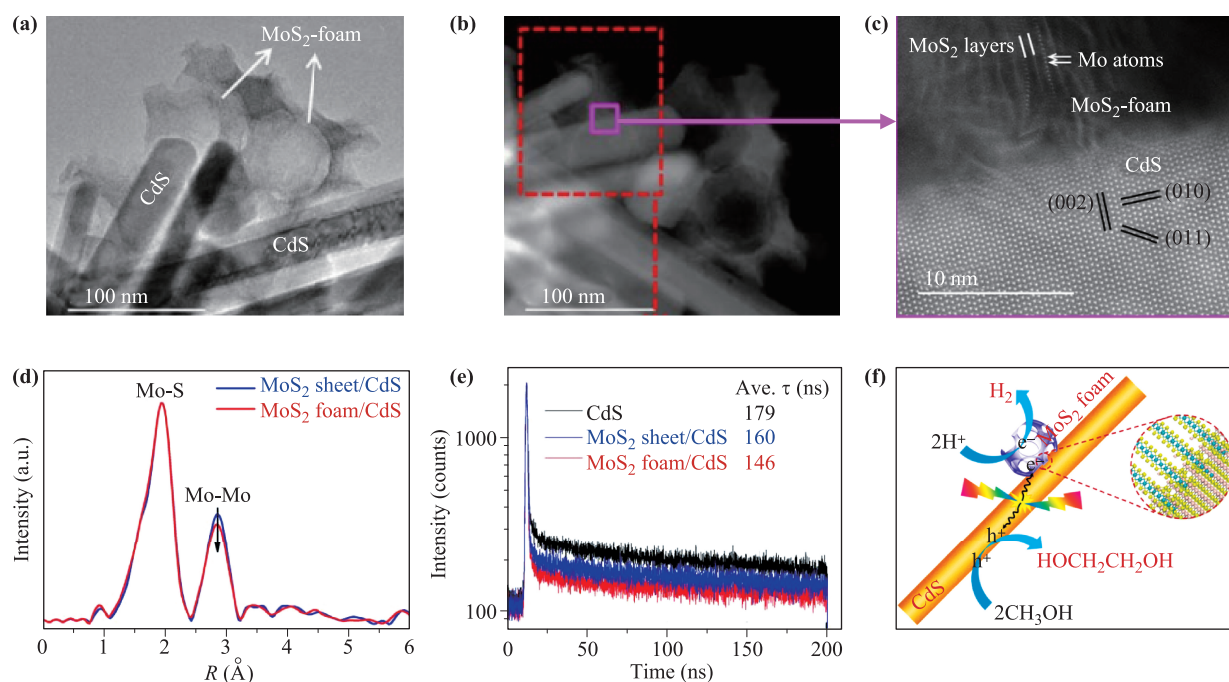 (a)
MoS₂-foam
CdS
CdS
100 nm
(b)
100 nm
(c)
MoS₂ layers
Mo atoms
MoS₂-foam
CdS
(002)
(010)
(011)
10 nm
(d)
Mo-S
MoS₂ sheet/CdS
MoS₂ foam/CdS
Mo-Mo
Intensity (a.u.)
0 1 2 3 4 5 6
R (Å)
(e)
Ave. τ (ns)
CdS 179
MoS₂ sheet/CdS 160
MoS₂ foam/CdS 146
Intensity (counts)
1000
100
0 50 100 150 200
Time (ns)
(f)
H₂
MoS₂ foam
2H⁺
e⁻
e⁻
h⁺
h⁺
HOCH₂CH₂OH
CdS
2CH₃OH